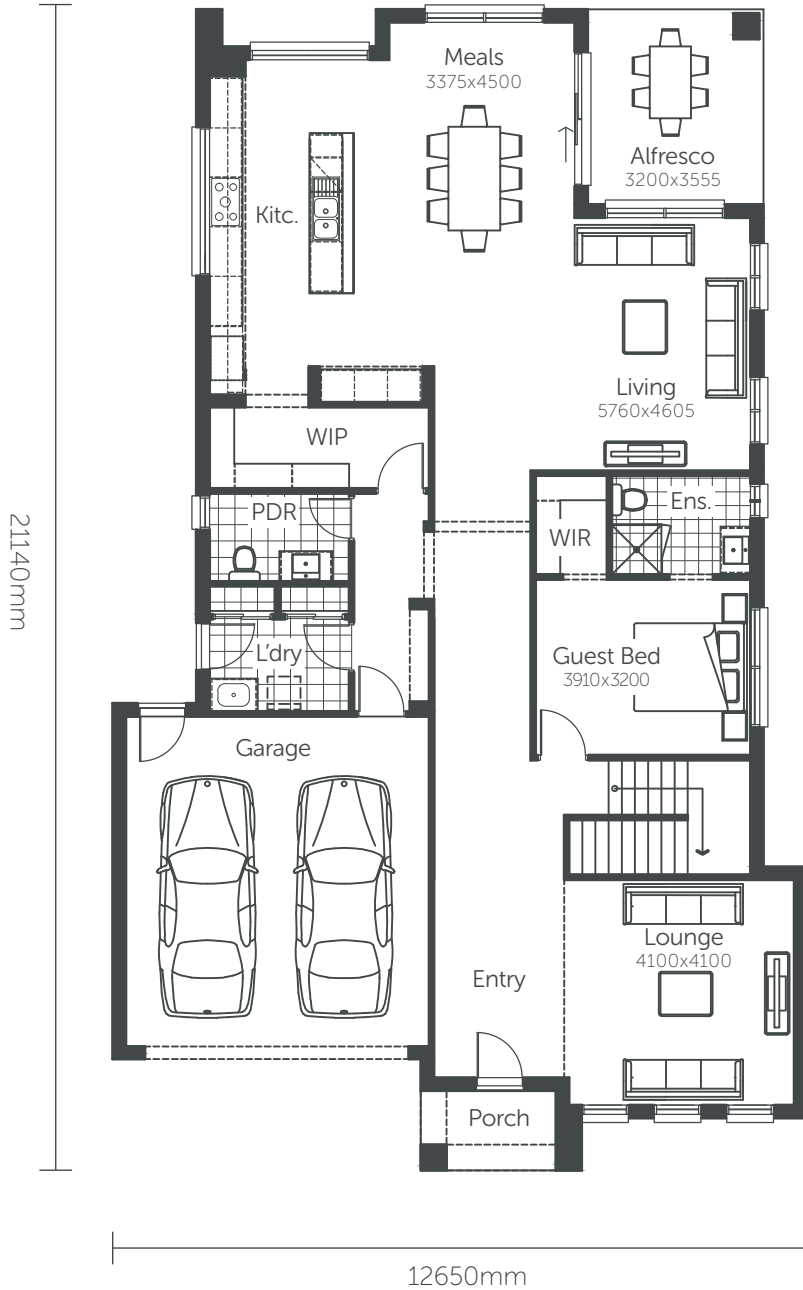 Meals
3375x4500
Alfresco
3200x3555
Kitc.
Living
5760x4605
WIP
PDR
Ens.
WIR
L'dry
Guest Bed
3910x3200
Garage
Lounge
4100x4100
Entry
Porch
21140mm
12650mm